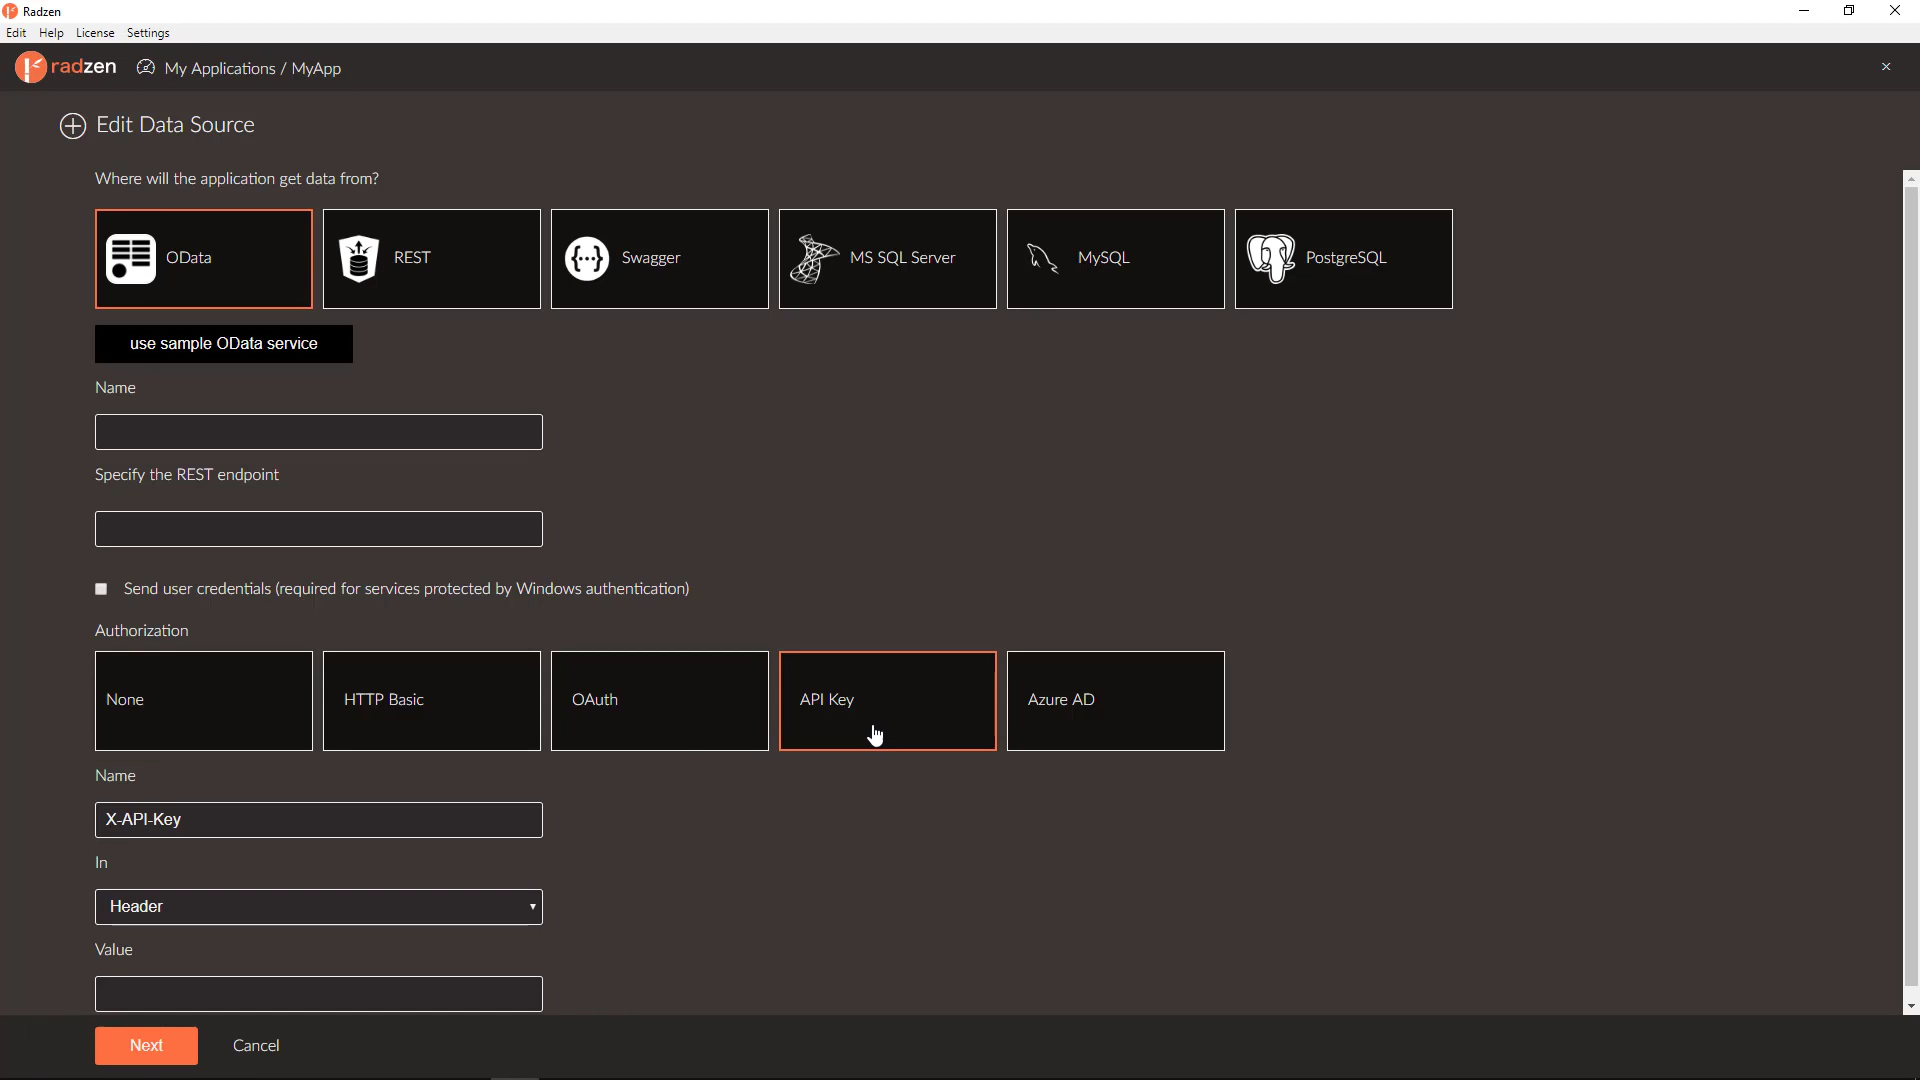 Radzen
Edit Help License Settings
radzen My Applications / MyApp
Edit Data Source
Where will the application get data from?
OData REST Swagger MS SQL Server MySQL PostgreSQL
use sample OData service
Name
Specify the REST endpoint
Send user credentials (required for services protected by Windows authentication)
Authorization
None HTTP Basic OAuth API Key Azure AD
Name
X-API-Key
In
Header
Value
Next Cancel